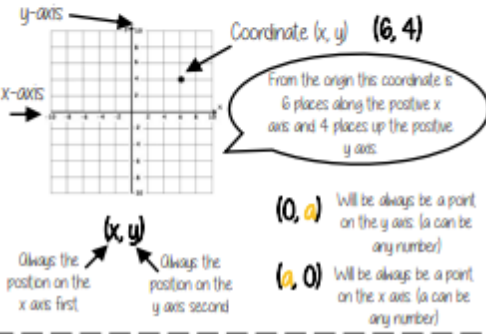 y-axis
Coordinate (x, y) (6, 4)
x-axis
From the origin this coordinate is
6 places along the positive x
axis and 4 places up the positive
y axis.
(x, y)
Always the
position on the
x axis first
Always the
position on the
y axis second
(0, a)
Will be always be a point
on the y axis. (a can be
any number)
(a, 0)
Will be always be a point
on the x axis. (a can be
any number)